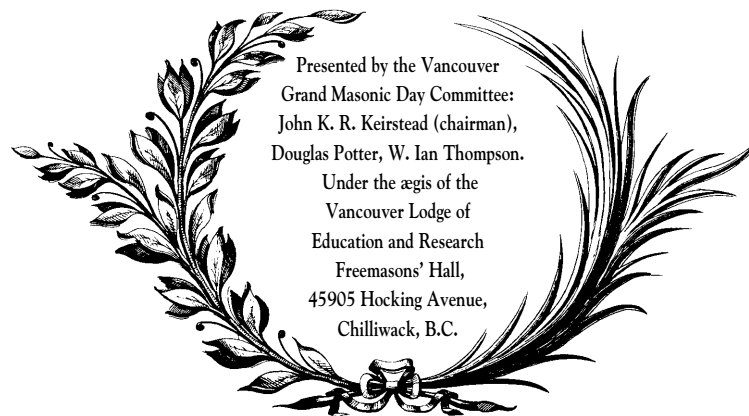 Presented by the Vancouver
Grand Masonic Day Committee:
John K. R. Keirstead (chairman),
Douglas Potter, W. Ian Thompson.
Under the ægis of the
Vancouver Lodge of
Education and Research
Freemasons’ Hall,
45905 Hocking Avenue,
Chilliwack, B.C.